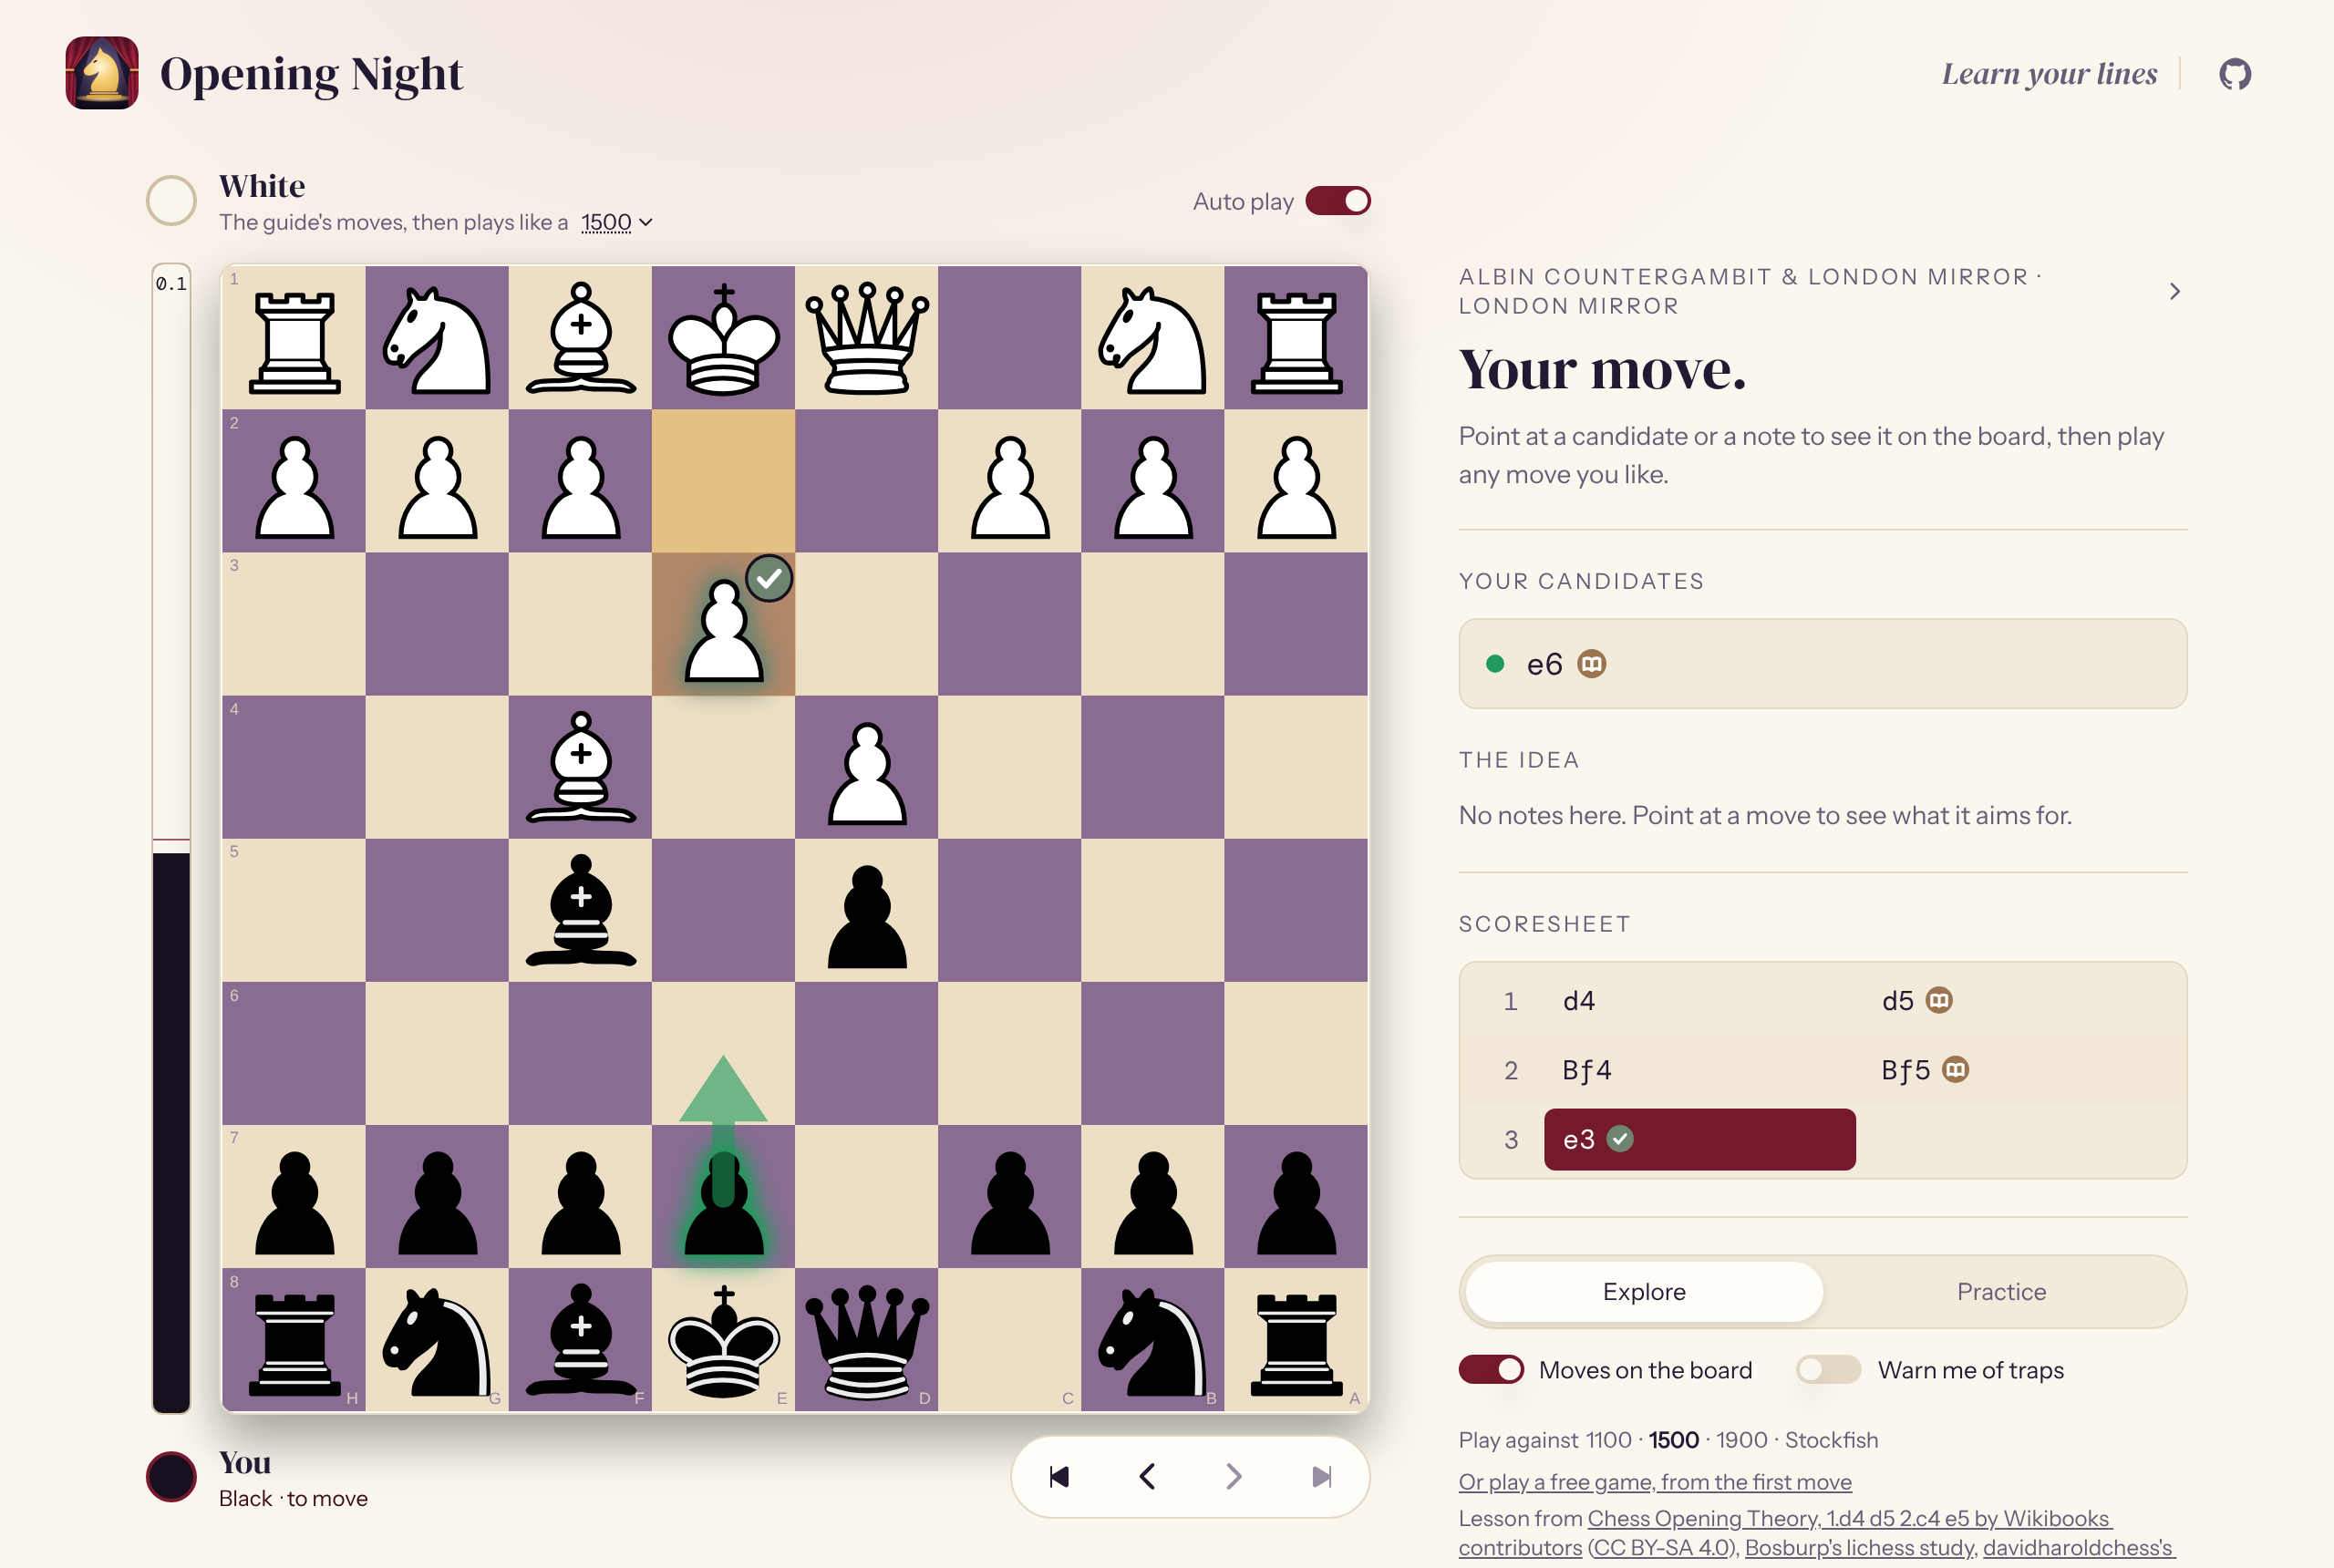 Opening Night
Learn your lines
White
The guide's moves, then plays like a 1500
Auto play
0.1
1
2
3
4
5
6
7
8
H
G
F
E
D
C
B
A
You
Black · to move
ALBIN COUNTERGAMBIT & LONDON MIRROR ·
LONDON MIRROR
Your move.
Point at a candidate or a note to see it on the board, then play
any move you like.
YOUR CANDIDATES
e6
THE IDEA
No notes here. Point at a move to see what it aims for.
SCORESHEET
1 d4 d5
2 Bf4 Bf5
3 e3
Explore
Practice
Moves on the board
Warn me of traps
Play against 1100 · 1500 · 1900 · Stockfish
Or play a free game, from the first move
Lesson from Chess Opening Theory, 1.d4 d5 2.c4 e5 by Wikibooks
contributors (CC BY-SA 4.0), Bosburp's lichess study, davidharoldchess's